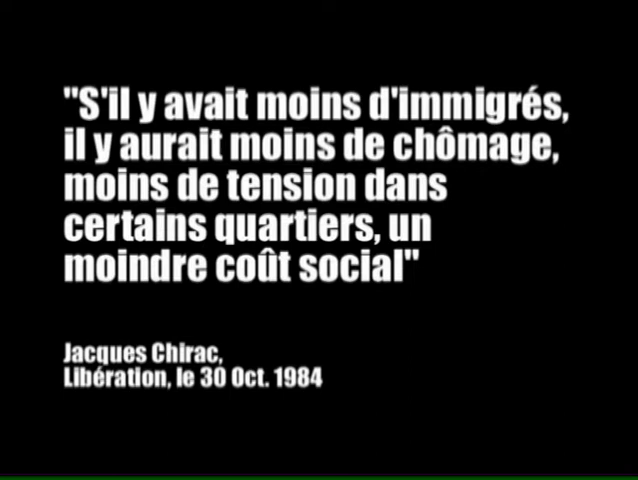 "S'il y avait moins d'immigrés,
il y aurait moins de chômage,
moins de tension dans
certains quartiers, un
moindre coût social"
Jacques Chirac,
Libération, le 30 Oct. 1984